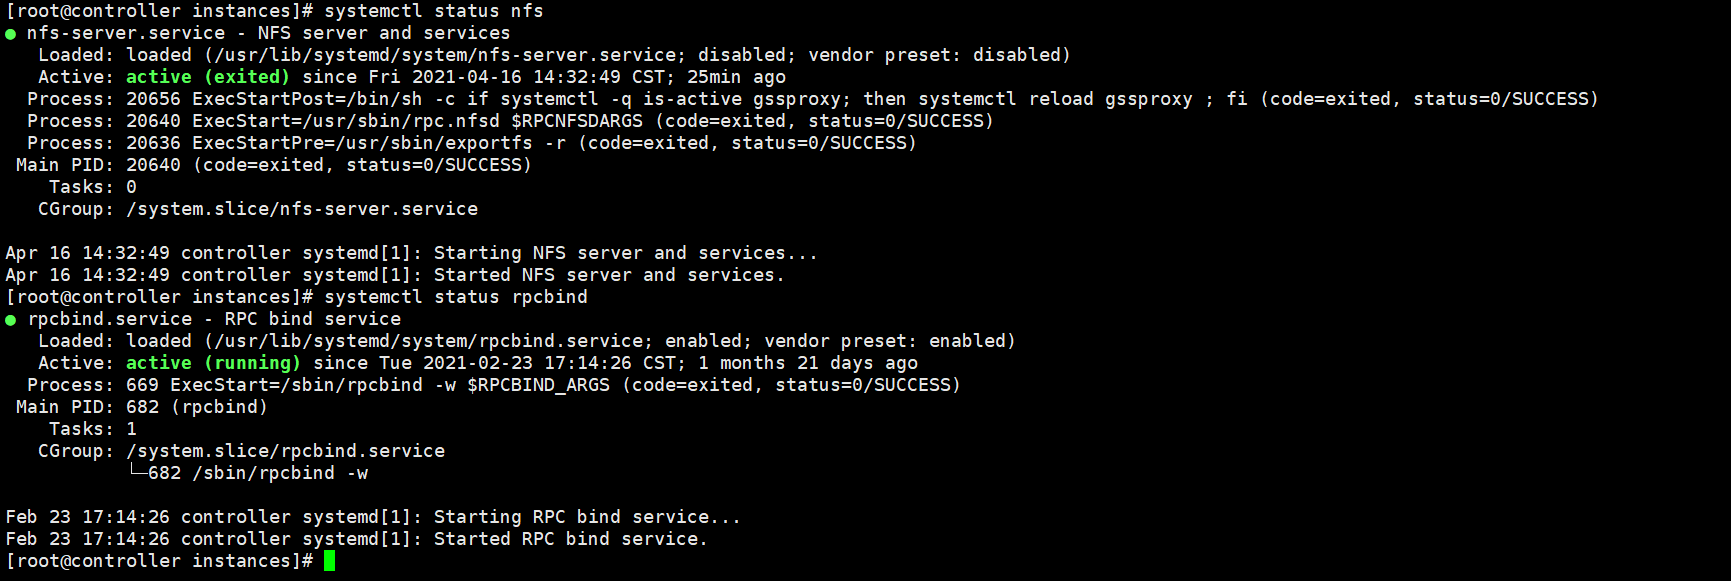 [root@controller instances]# systemctl status nfs
● nfs-server.service - NFS server and services
   Loaded: loaded (/usr/lib/systemd/system/nfs-server.service; disabled; vendor preset: disabled)
   Active: active (exited) since Fri 2021-04-16 14:32:49 CST; 25min ago
  Process: 20656 ExecStartPost=/bin/sh -c if systemctl -q is-active gssproxy; then systemctl reload gssproxy ; fi (code=exited, status=0/SUCCESS)
  Process: 20640 ExecStart=/usr/sbin/rpc.nfsd $RPCNFSDARGS (code=exited, status=0/SUCCESS)
  Process: 20636 ExecStartPre=/usr/sbin/exportfs -r (code=exited, status=0/SUCCESS)
 Main PID: 20640 (code=exited, status=0/SUCCESS)
    Tasks: 0
   CGroup: /system.slice/nfs-server.service

Apr 16 14:32:49 controller systemd[1]: Starting NFS server and services...
Apr 16 14:32:49 controller systemd[1]: Started NFS server and services.
[root@controller instances]# systemctl status rpcbind
● rpcbind.service - RPC bind service
   Loaded: loaded (/usr/lib/systemd/system/rpcbind.service; enabled; vendor preset: enabled)
   Active: active (running) since Tue 2021-02-23 17:14:26 CST; 1 months 21 days ago
  Process: 669 ExecStart=/sbin/rpcbind -w $RPCBIND_ARGS (code=exited, status=0/SUCCESS)
 Main PID: 682 (rpcbind)
    Tasks: 1
   CGroup: /system.slice/rpcbind.service
           └─682 /sbin/rpcbind -w

Feb 23 17:14:26 controller systemd[1]: Starting RPC bind service...
Feb 23 17:14:26 controller systemd[1]: Started RPC bind service.
[root@controller instances]#